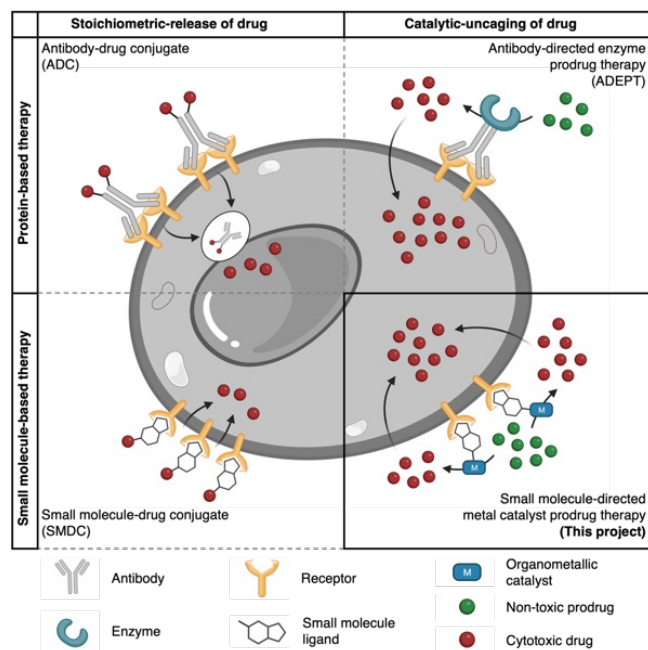 Stoichiometric-release of drug
Catalytic-uncaging of drug
Protein-based therapy
Antibody-drug conjugate
(ADC)
Antibody-directed enzyme
prodrug therapy
(ADEPT)
Small molecule-based therapy
Small molecule-drug conjugate
(SMDC)
M
M
Small molecule-directed
metal catalyst prodrug therapy
(This project)
Antibody
Receptor
M
Organometallic
catalyst
Enzyme
Small molecule
ligand
Non-toxic prodrug
Cytotoxic drug